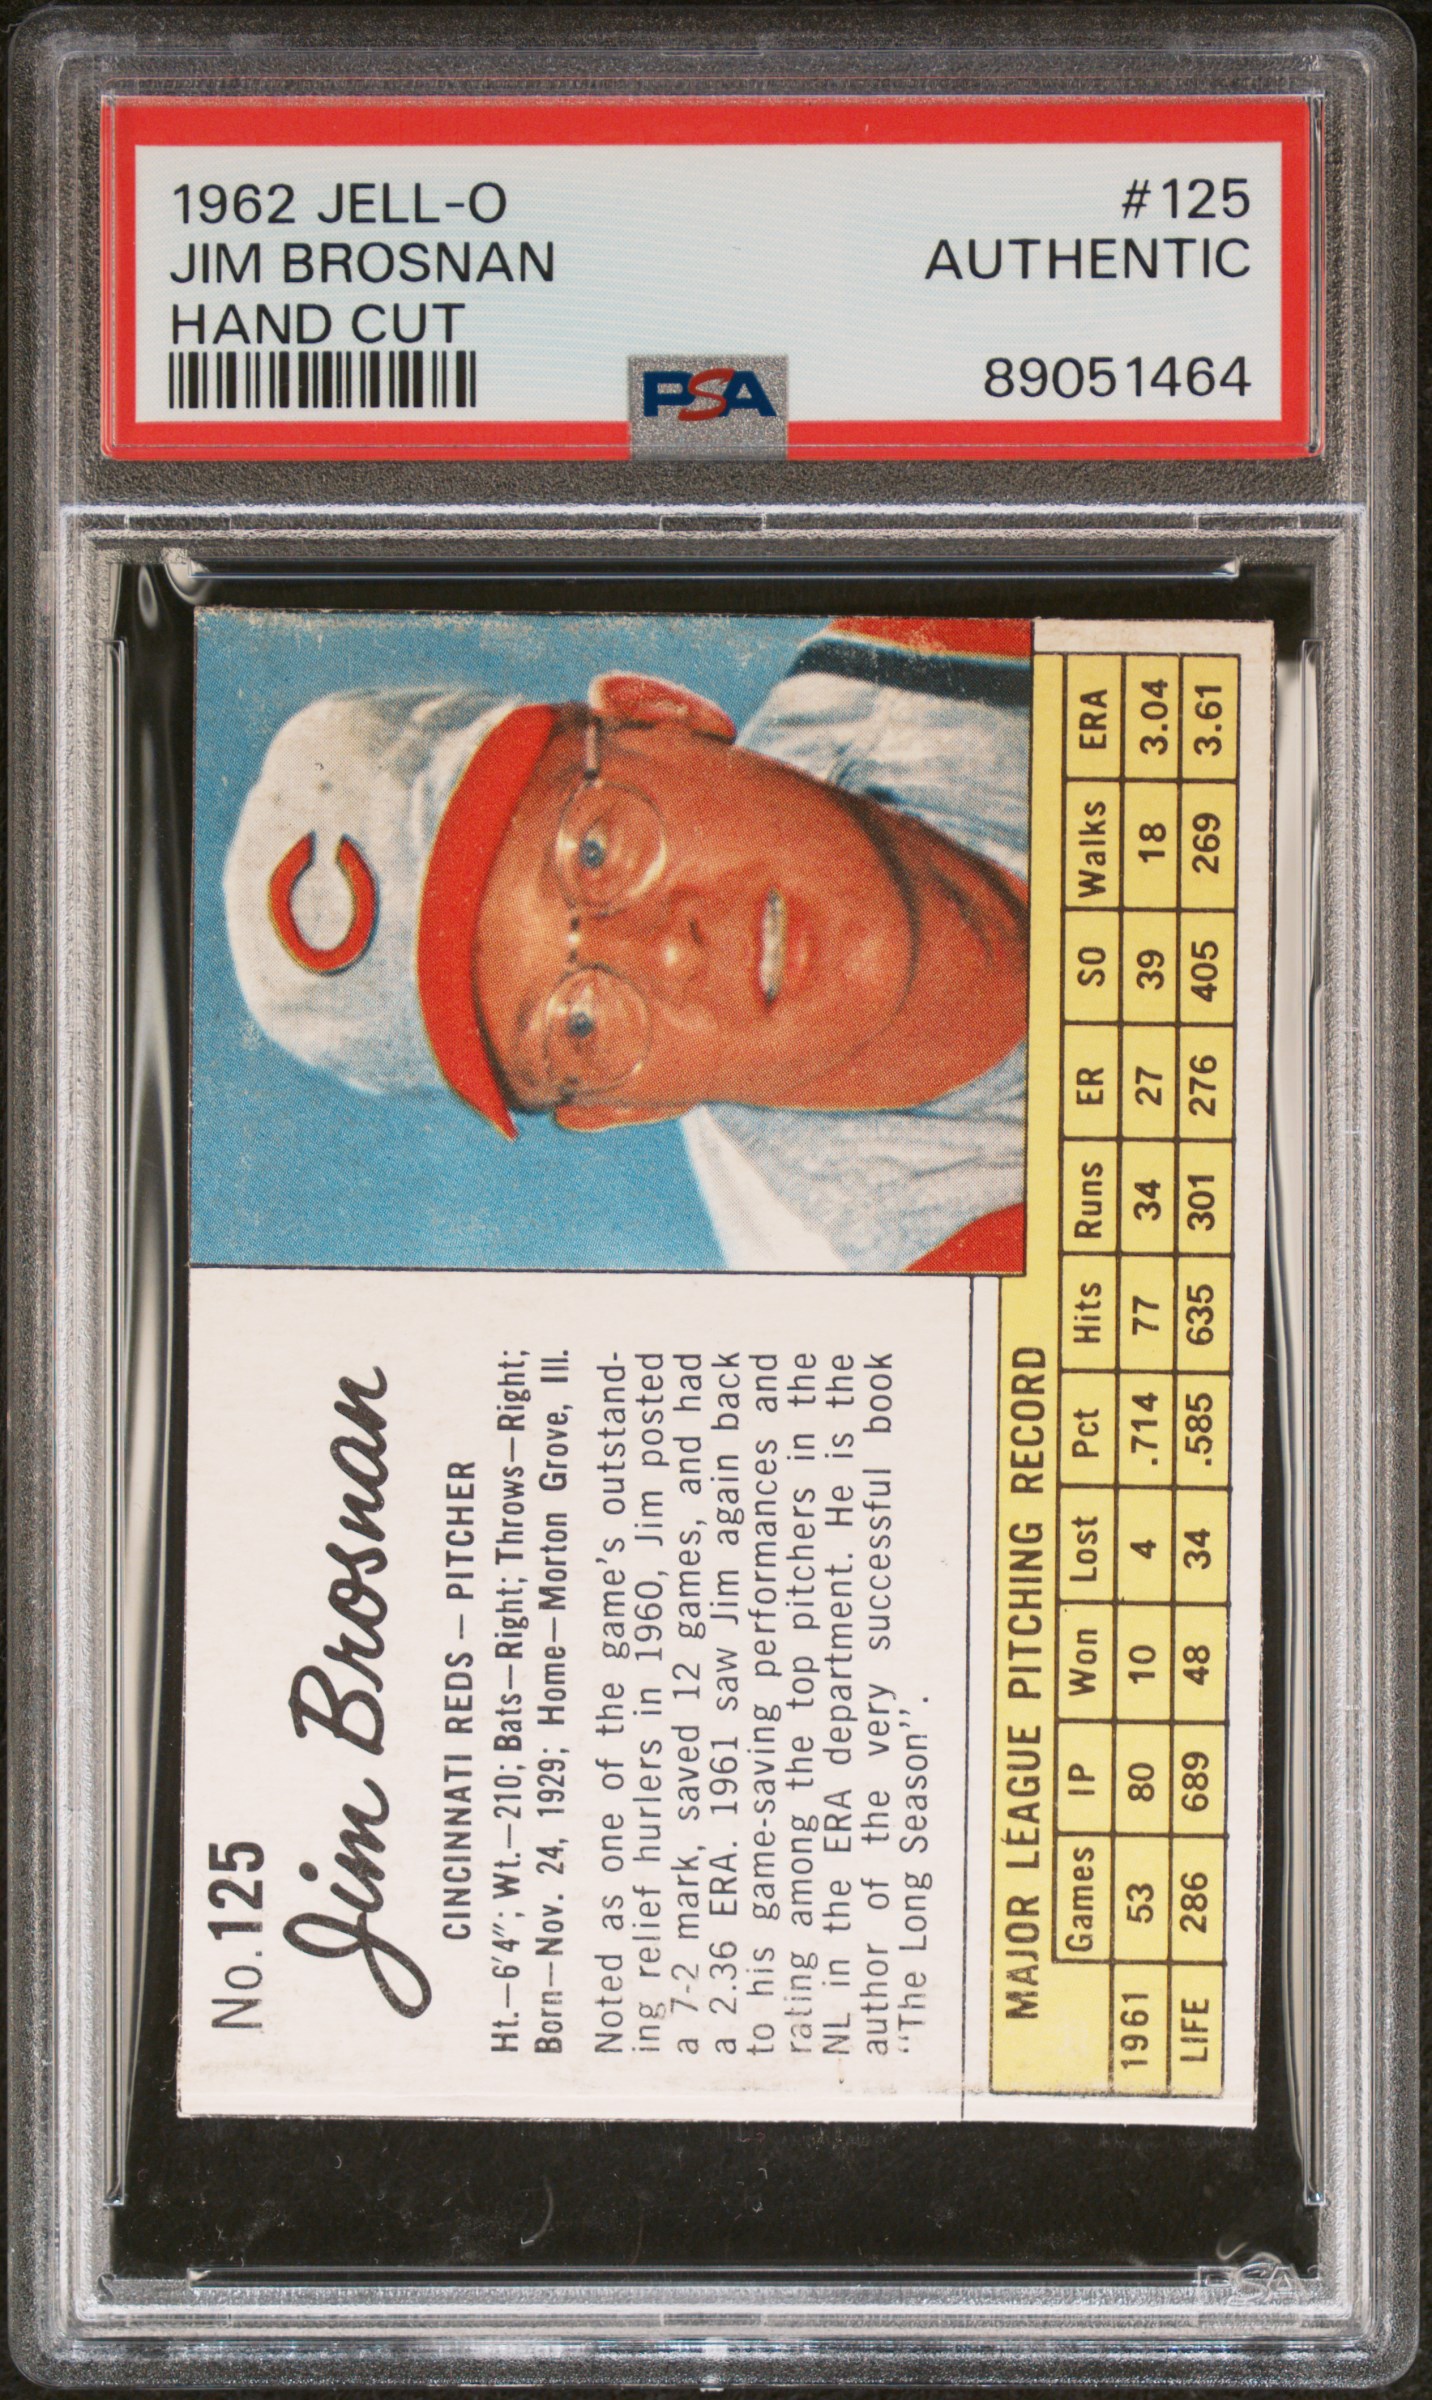 1962 JELL-O
#125
JIM BROSNAN
AUTHENTIC
HAND CUT
89051464
PSA
C
No. 125
Jim Brosnan
CINCINNATI REDS — PITCHER
Ht.—6'4"; Wt.—210; Bats—Right; Throws—Right;
Born—Nov. 24, 1929; Home—Morton Grove, Ill.
Noted as one of the game's outstand-
ing relief hurlers in 1960, Jim posted
a 7-2 mark, saved 12 games, and had
a 2.36 ERA. 1961 saw Jim again back
to his game-saving performances and
rating among the top pitchers in the
NL in the ERA department. He is the
author of the very successful book
"The Long Season".
MAJOR LEAGUE PITCHING RECORD
Games IP Won Lost Pct Hits Runs ER SO Walks ERA
1961 53 80 10 4 .714 77 34 27 39 18 3.04
LIFE 286 689 48 34 .585 635 301 276 405 269 3.61
PSA